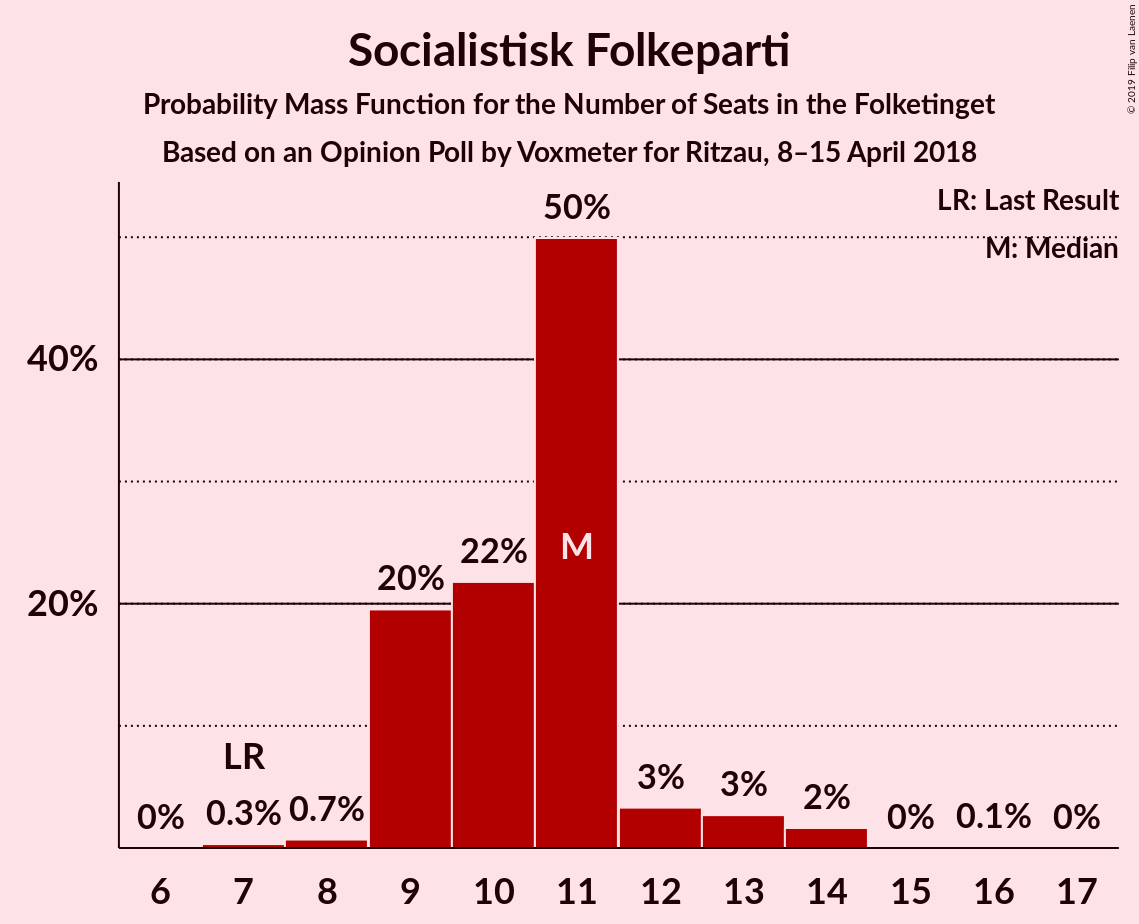 Socialistisk Folkeparti
Probability Mass Function for the Number of Seats in the Folketinget
Based on an Opinion Poll by Voxmeter for Ritzau, 8–15 April 2018
© 2019 Filip van Laenen
LR: Last Result
M: Median
50%
40%
M
22%
20%
20%
LR
0%
0.3%
0.7%
3%
3%
2%
0%
0.1%
0%
6 7 8 9 10 11 12 13 14 15 16 17